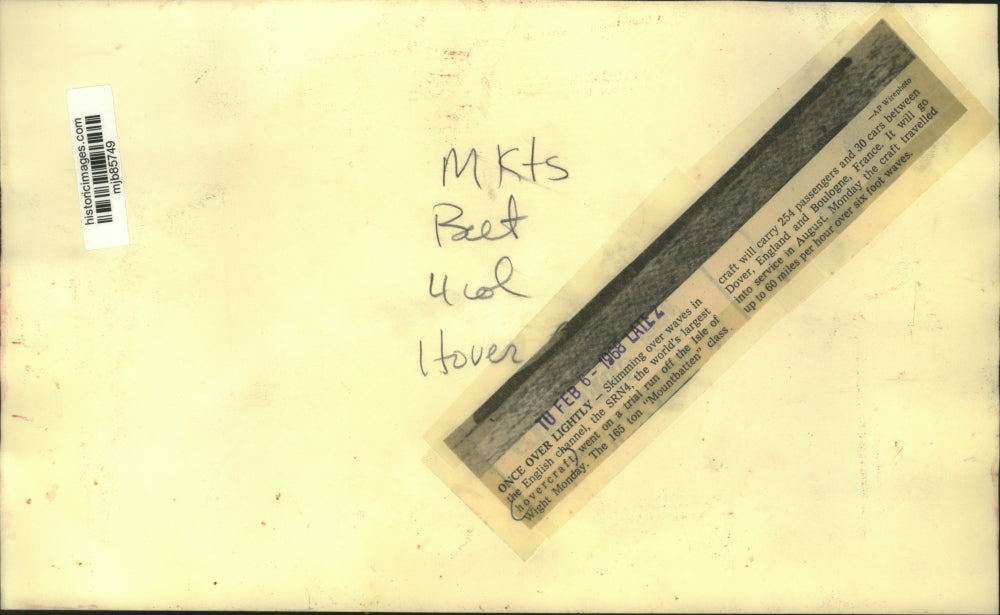 historicimages.com
mjb85749
M Kts
Beet
4 col
Hover
TU FEB 6 - 1968 LATE 2
ONCE OVER LIGHTLY – Skimming over waves in
the English channel, the SRN4, the world's largest
hovercraft, went on a trial run off the Isle of
Wight Monday. The 165 ton "Mountbatten" class
craft will carry 254 passengers and 30 cars between
Dover, England and Boulogne, France. It will go
into service in August. Monday the craft travelled
up to 60 miles per hour over six foot waves.
—AP Wirephoto